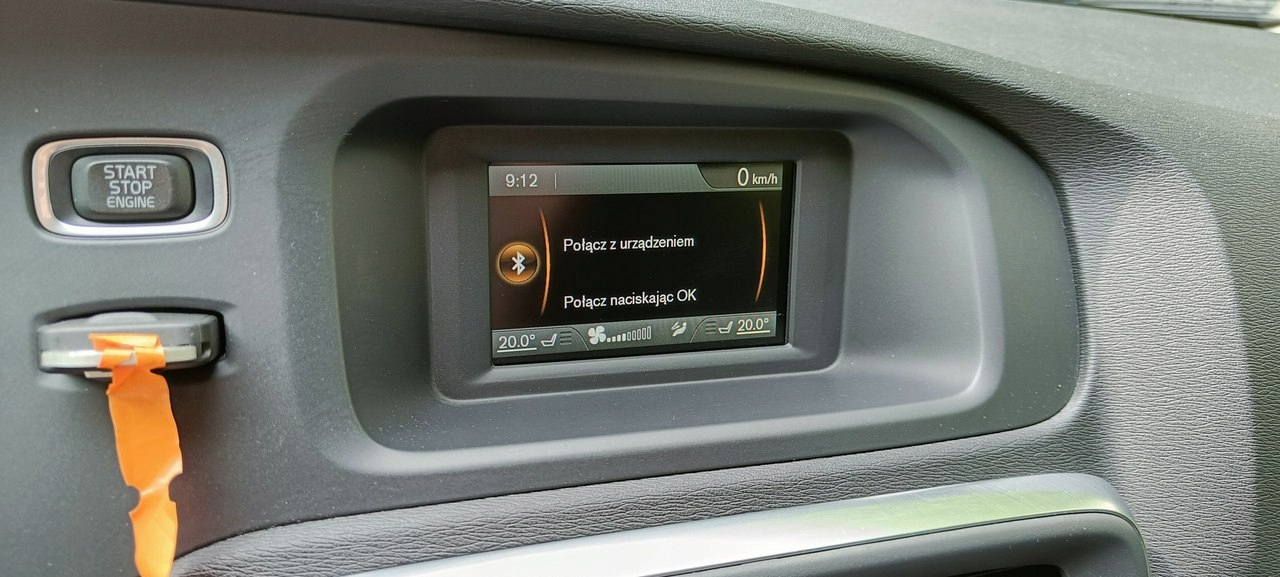 START
STOP
ENGINE
9:12
0 km/h
Połącz z urządzeniem
Połącz naciskając OK
20.0°
20.0°